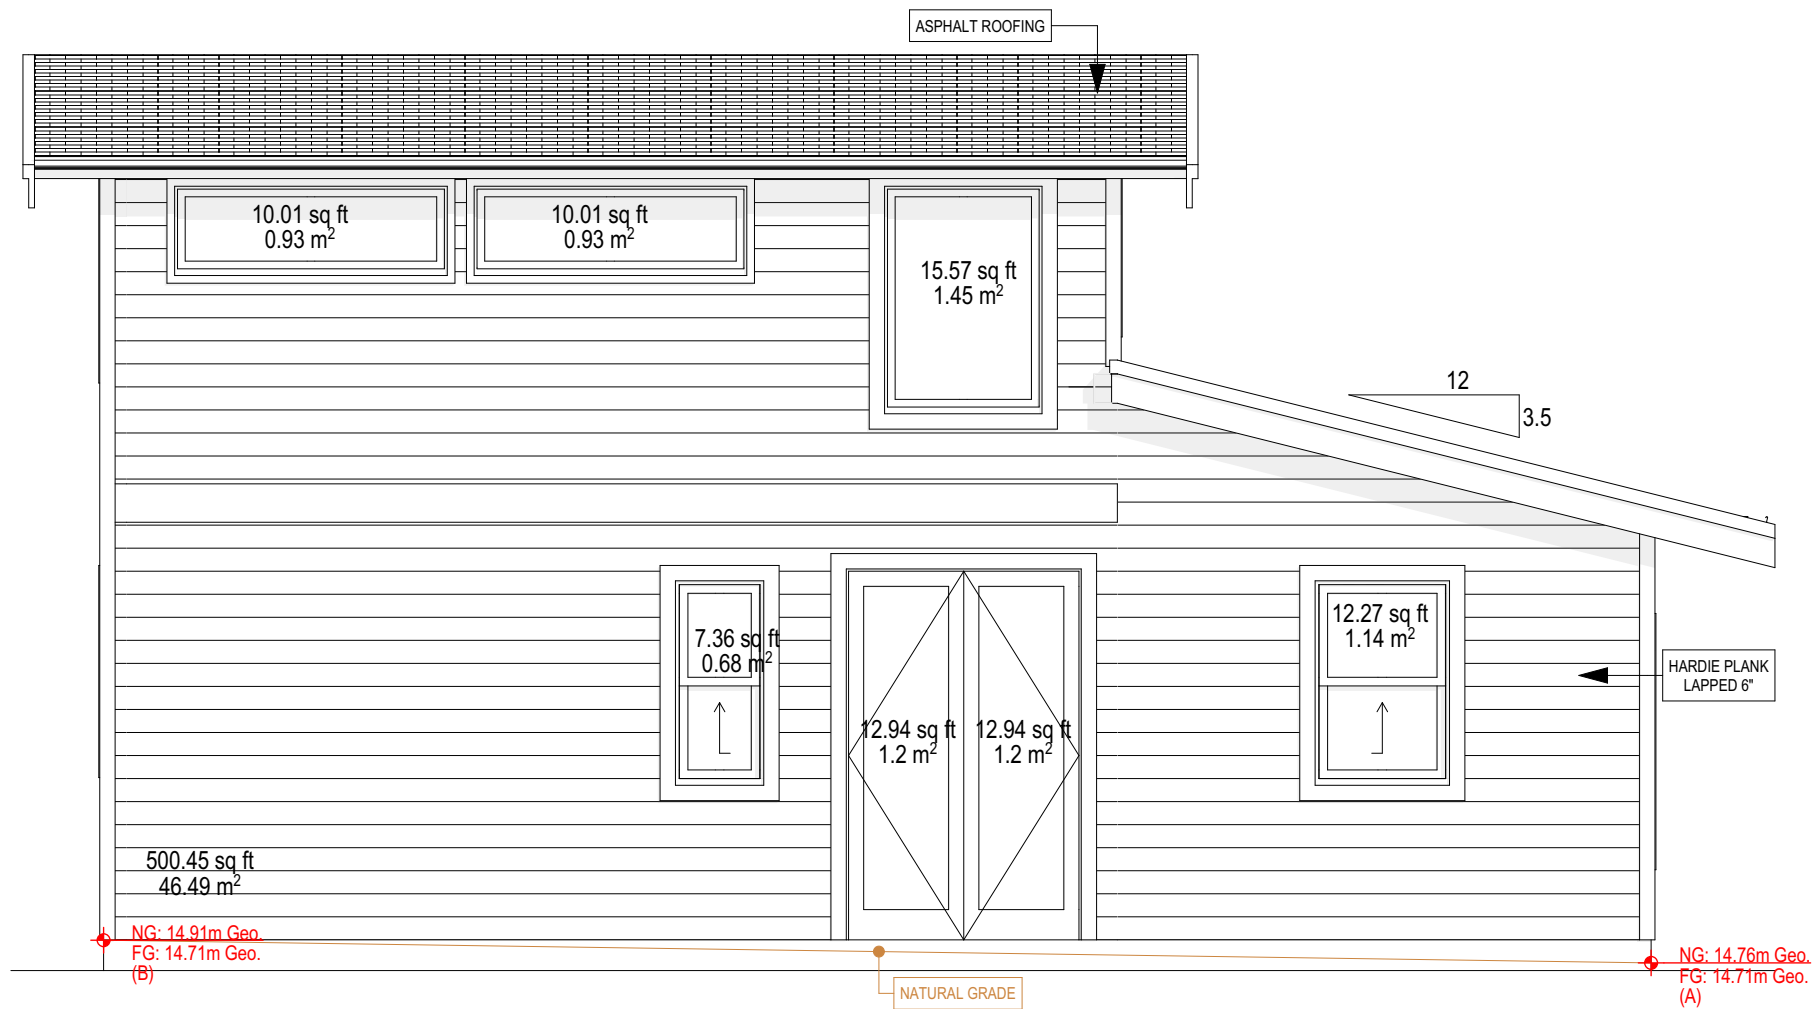 ASPHALT ROOFING
10.01 sq ft
0.93 m²
10.01 sq ft
0.93 m²
15.57 sq ft
1.45 m²
12
3.5
7.36 sq ft
0.68 m²
12.94 sq ft
1.2 m²
12.94 sq ft
1.2 m²
12.27 sq ft
1.14 m²
HARDIE PLANK
LAPPED 6"
500.45 sq ft
46.49 m²
NG: 14.91m Geo.
FG: 14.71m Geo.
(B)
NATURAL GRADE
NG: 14.76m Geo.
FG: 14.71m Geo.
(A)